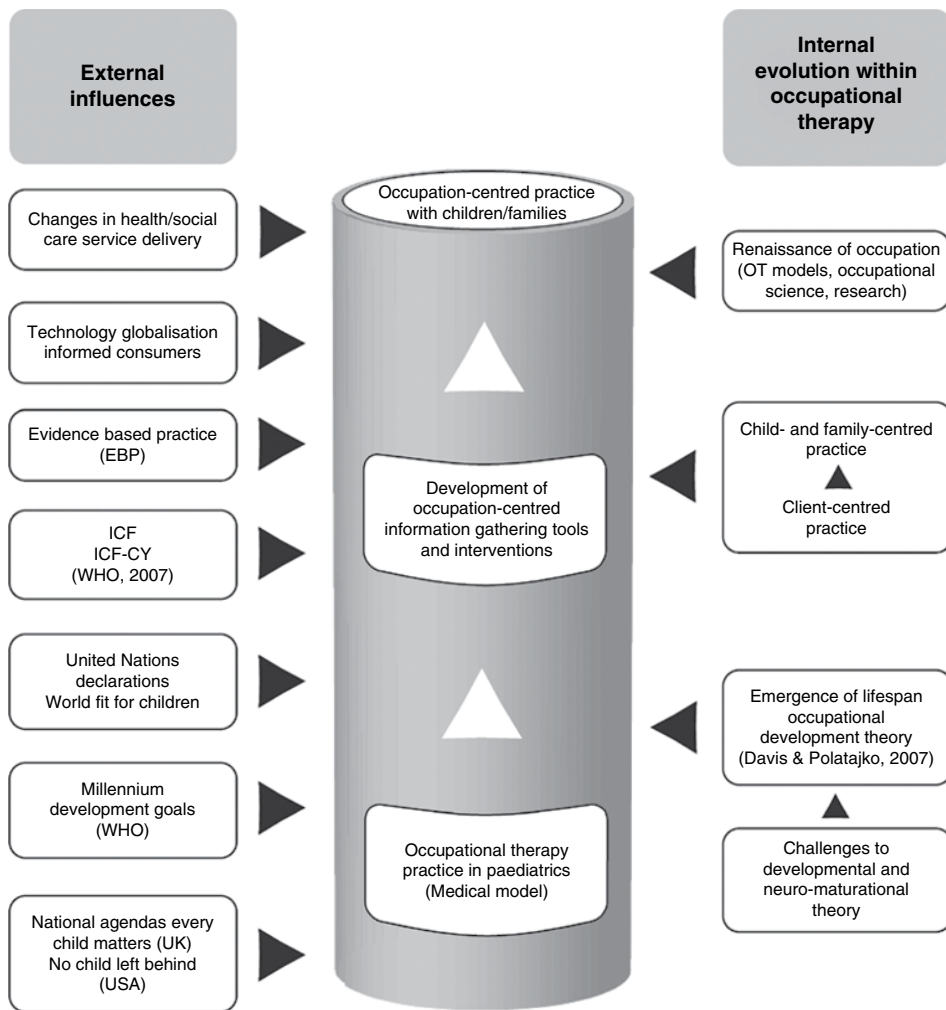 External
influences
Changes in health/social
care service delivery
Technology globalisation
informed consumers
Evidence based practice
(EBP)
ICF
ICF-CY
(WHO, 2007)
United Nations
declarations
World fit for children
Millennium
development goals
(WHO)
National agendas every
child matters (UK)
No child left behind
(USA)
Occupation-centred practice
with children/families
Development of
occupation-centred
information gathering tools
and interventions
Occupational therapy
practice in paediatrics
(Medical model)
Internal
evolution within
occupational
therapy
Renaissance of occupation
(OT models, occupational
science, research)
Child- and family-centred
practice
Client-centred
practice
Emergence of lifespan
occupational
development theory
(Davis & Polatajko, 2007)
Challenges to
developmental and
neuro-maturational
theory